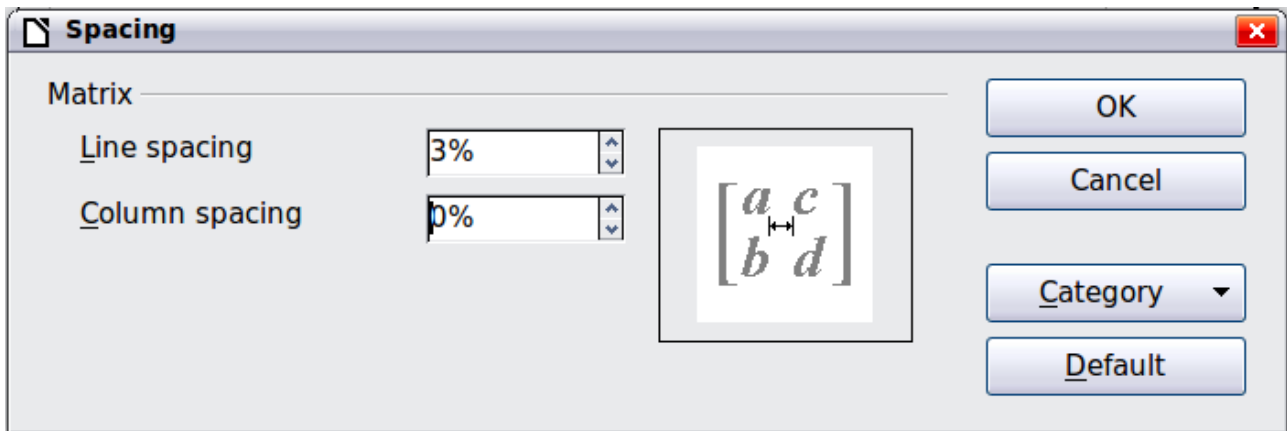 Spacing
Matrix
Line spacing 3%
Column spacing 0%
a c
b d
OK
Cancel
Category
Default